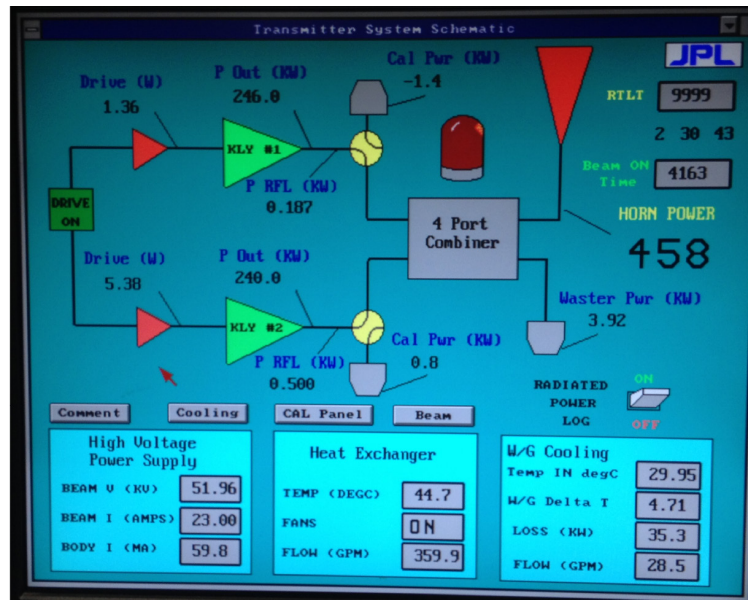 Transmitter System Schematic
JPL
Cal Pwr (KW)
-1.4
P Out (KW)
246.0
Drive (W)
1.36
RTLT 9999
2 30 43
KLY #1
Beam ON Time 4163
P RFL (KW)
0.187
DRIVE ON
HORN POWER
458
4 Port
Combiner
Drive (W)
5.38
P Out (KW)
240.0
Waster Pwr (KW)
3.92
KLY #2
P RFL (KW)
0.500
Cal Pwr (KW)
0.8
RADIATED
POWER
LOG
ON
OFF
Comment Cooling CAL Panel Beam
High Voltage
Power Supply
BEAM V (KV) 51.96
BEAM I (AMPS) 23.00
BODY I (MA) 59.8
Heat Exchanger
TEMP (DEGC) 44.7
FANS ON
FLOW (GPM) 359.9
W/G Cooling
Temp IN degC 29.95
W/G Delta T 4.71
LOSS (KW) 35.3
FLOW (GPM) 28.5